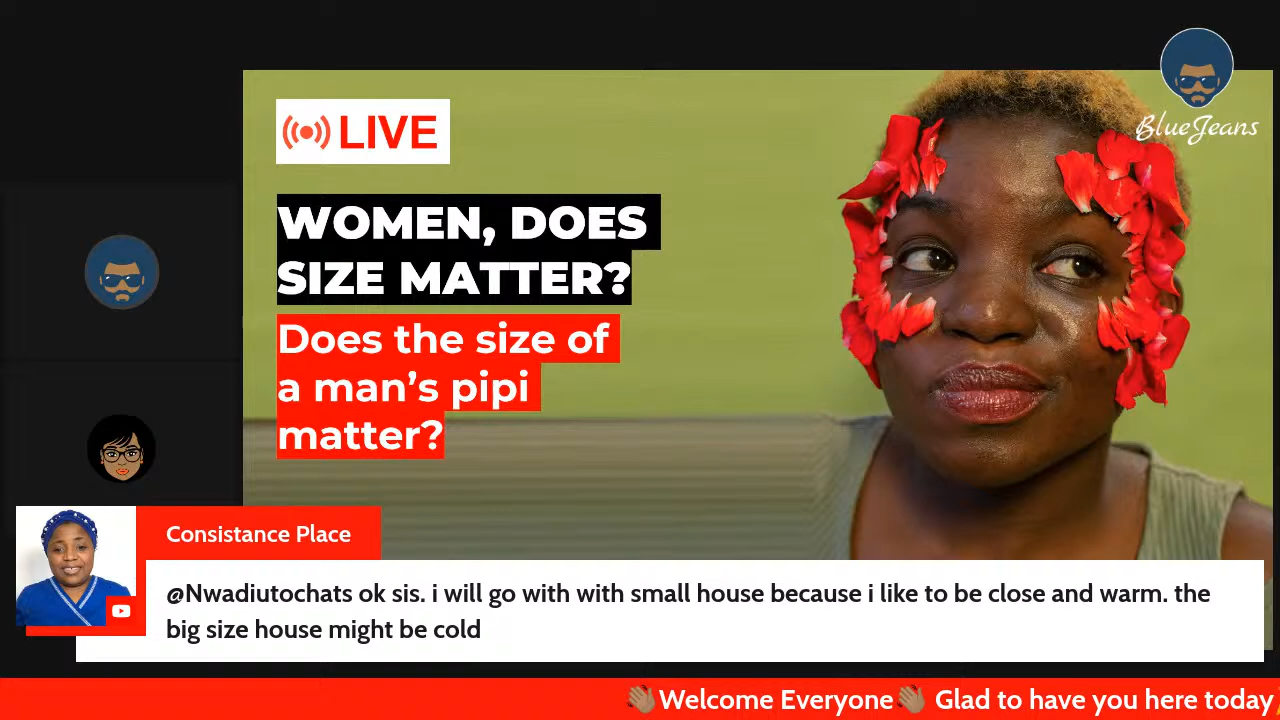 BlueJeans
LIVE
WOMEN, DOES
SIZE MATTER?
Does the size of
a man's pipi
matter?
Consistance Place
@Nwadiutochats ok sis. i will go with with small house because i like to be close and warm. the
big size house might be cold
👋🏽Welcome Everyone👋🏽 Glad to have you here today